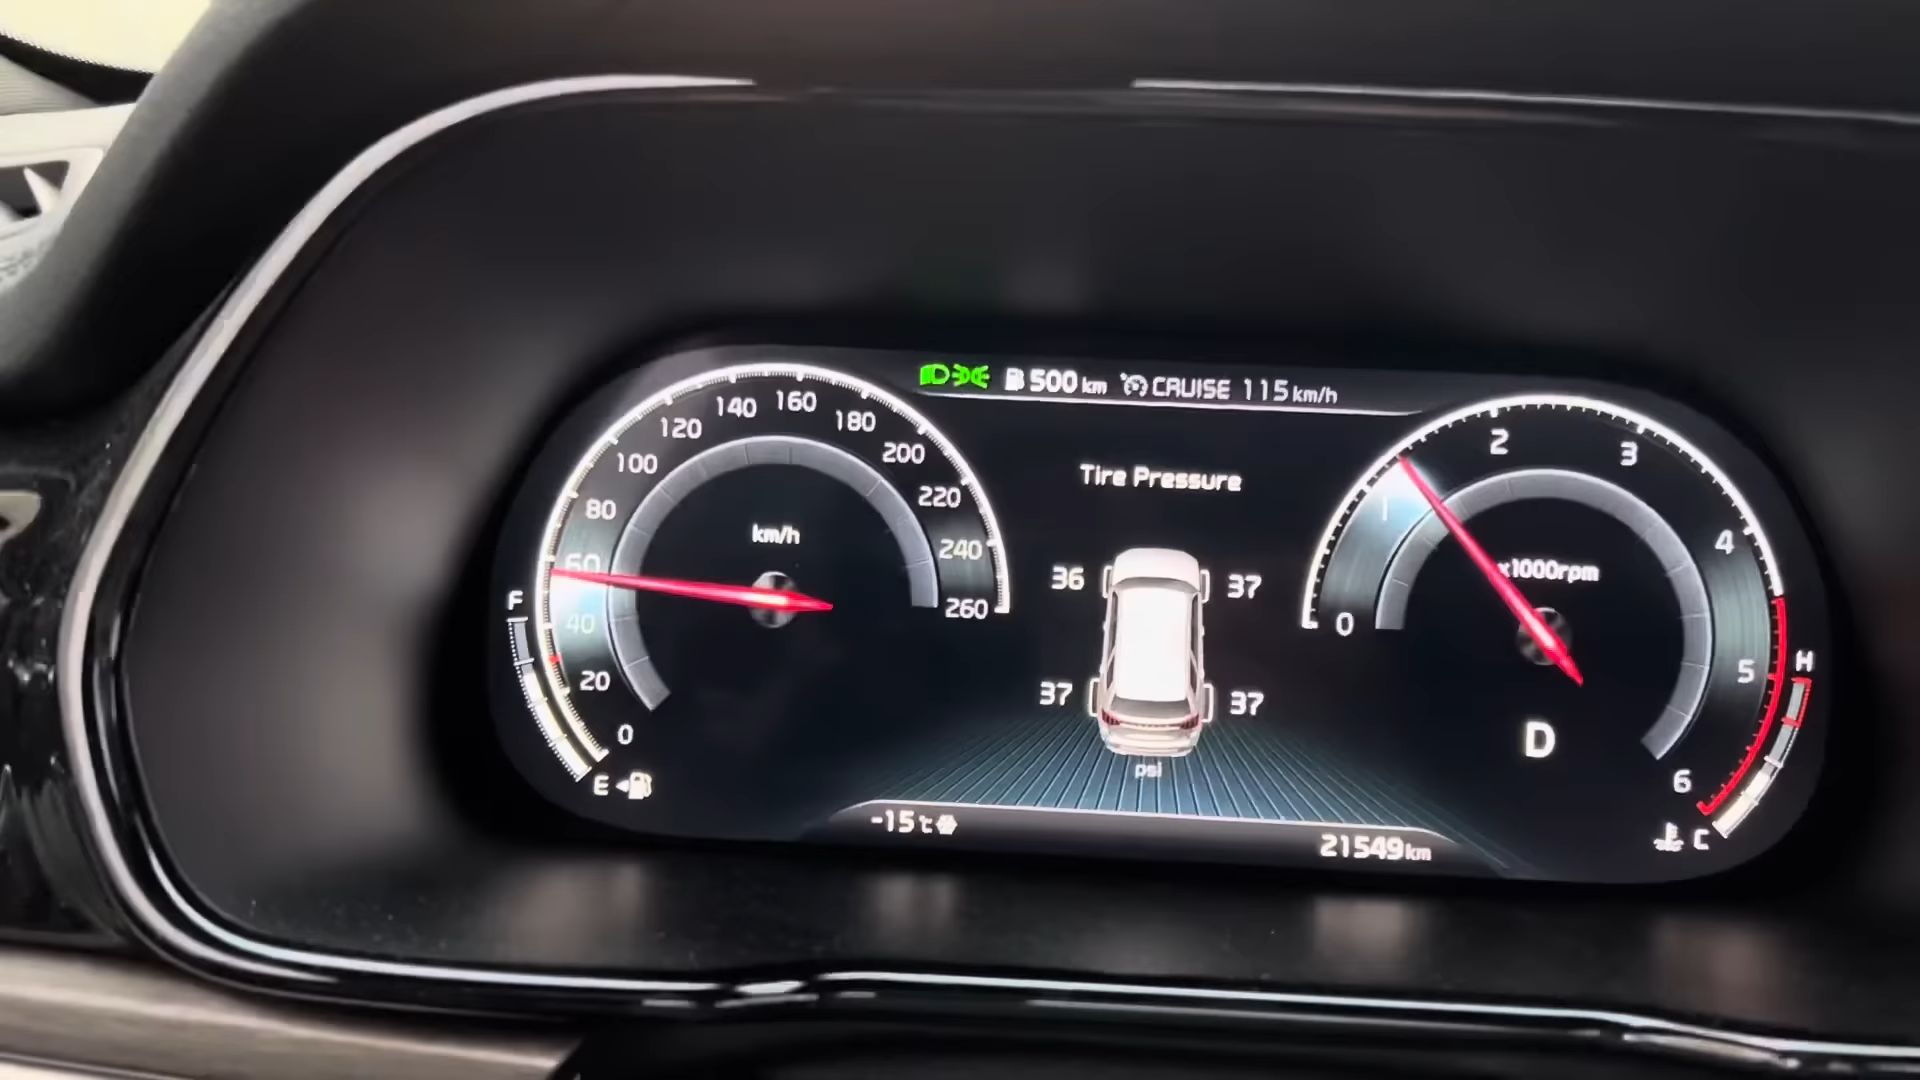 500 km CRUISE 115 km/h
160
140
180
120
200
100
220
80
km/h
240
60
40
260
20
0
F
E
Tire Pressure
36 37
37 37
psi
-15 ℃
21549 km
2
3
1
4
x1000rpm
0
5
6
D
H
C